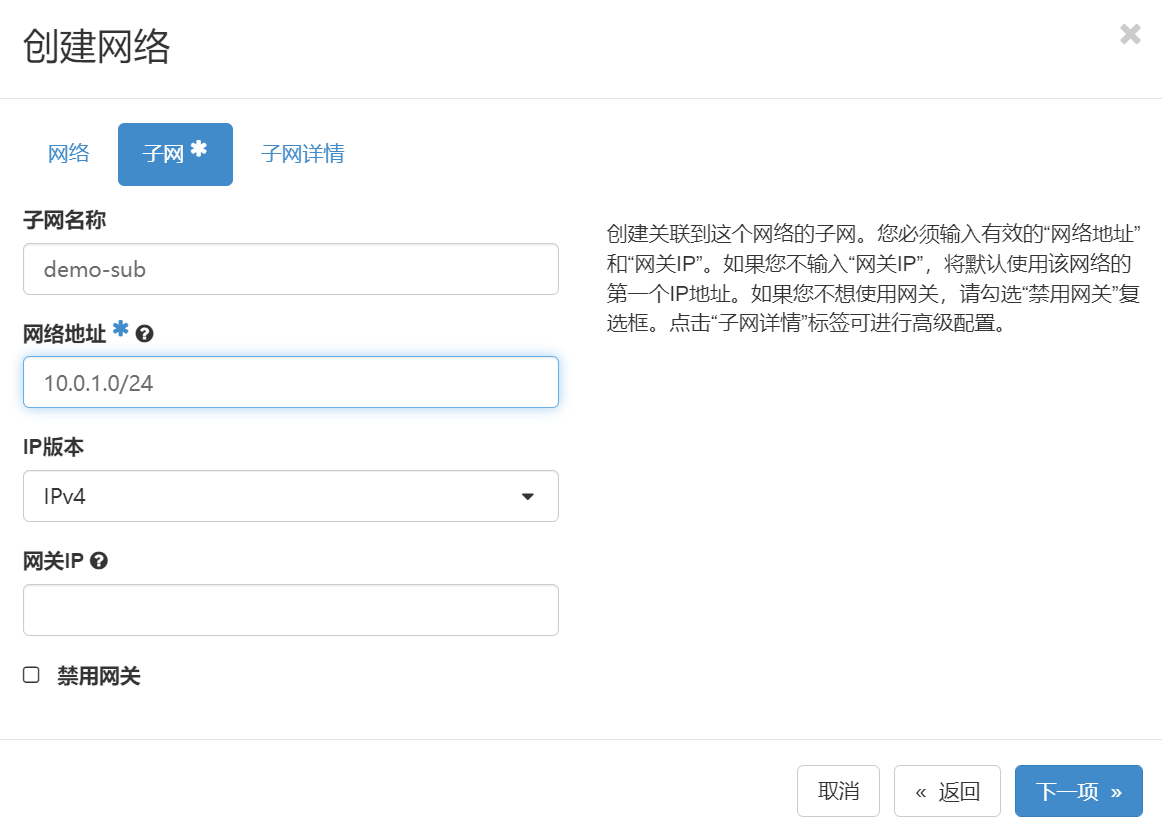 创建网络
网络 子网 * 子网详情
子网名称
demo-sub
网络地址 *
10.0.1.0/24
IP版本
IPv4
网关IP
禁用网关
创建关联到这个网络的子网。您必须输入有效的“网络地址”
和“网关IP”。如果您不输入“网关IP”，将默认使用该网络的
第一个IP地址。如果您不想使用网关，请勾选“禁用网关”复
选框。点击“子网详情”标签可进行高级配置。
取消 « 返回 下一项 »